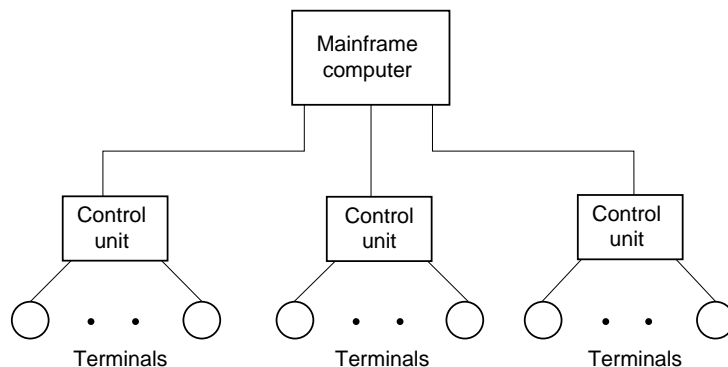 Mainframe
computer
Control
unit
Control
unit
Control
unit
Terminals
Terminals
Terminals